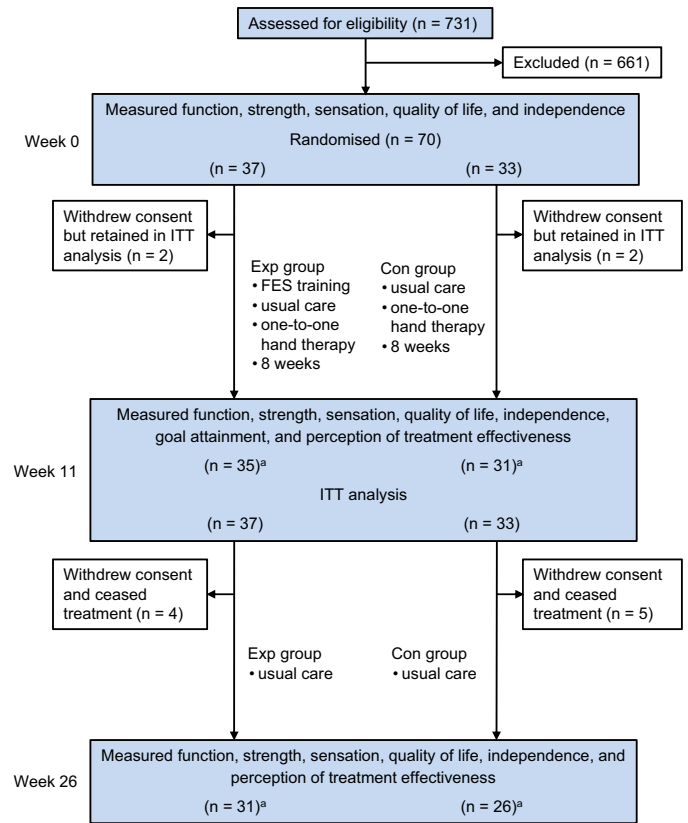 Assessed for eligibility (n = 731)
Excluded (n = 661)
Measured function, strength, sensation, quality of life, and independence
Week 0
Randomised (n = 70)
(n = 37)
(n = 33)
Withdrew consent
but retained in ITT
analysis (n = 2)
Withdrew consent
but retained in ITT
analysis (n = 2)
Exp group
• FES training
• usual care
• one-to-one
hand therapy
• 8 weeks
Con group
• usual care
• one-to-one
hand therapy
• 8 weeks
Measured function, strength, sensation, quality of life, independence,
goal attainment, and perception of treatment effectiveness
Week 11
(n = 35)ᵃ
(n = 31)ᵃ
ITT analysis
(n = 37)
(n = 33)
Withdrew consent
and ceased
treatment (n = 4)
Withdrew consent
and ceased
treatment (n = 5)
Exp group
• usual care
Con group
• usual care
Measured function, strength, sensation, quality of life, independence, and
perception of treatment effectiveness
Week 26
(n = 31)ᵃ
(n = 26)ᵃ